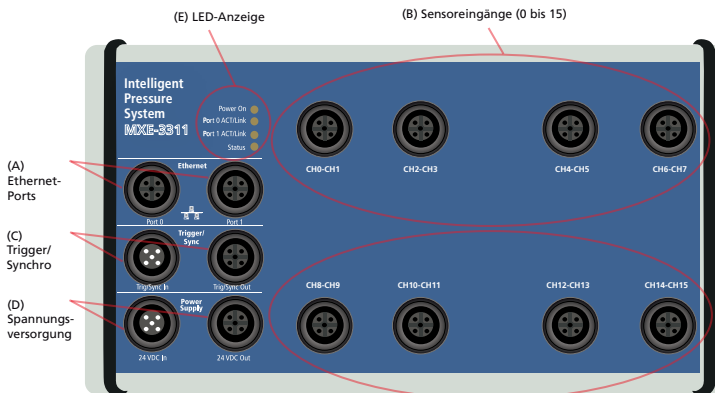 (E) LED-Anzeige
(B) Sensoreingänge (0 bis 15)
Intelligent
Pressure
System
MXE-3311
Power On
Port 0 ACT/Link
Port 1 ACT/Link
Status
CH0-CH1
CH2-CH3
CH4-CH5
CH6-CH7
(A)
Ethernet-
Ports
Ethernet
Port 0
Port 1
(C)
Trigger/
Synchro
Trigger/
Sync
Trig/Sync In
Trig/Sync Out
CH8-CH9
CH10-CH11
CH12-CH13
CH14-CH15
(D)
Spannungs-
versorgung
Power
Supply
24 VDC In
24 VDC Out